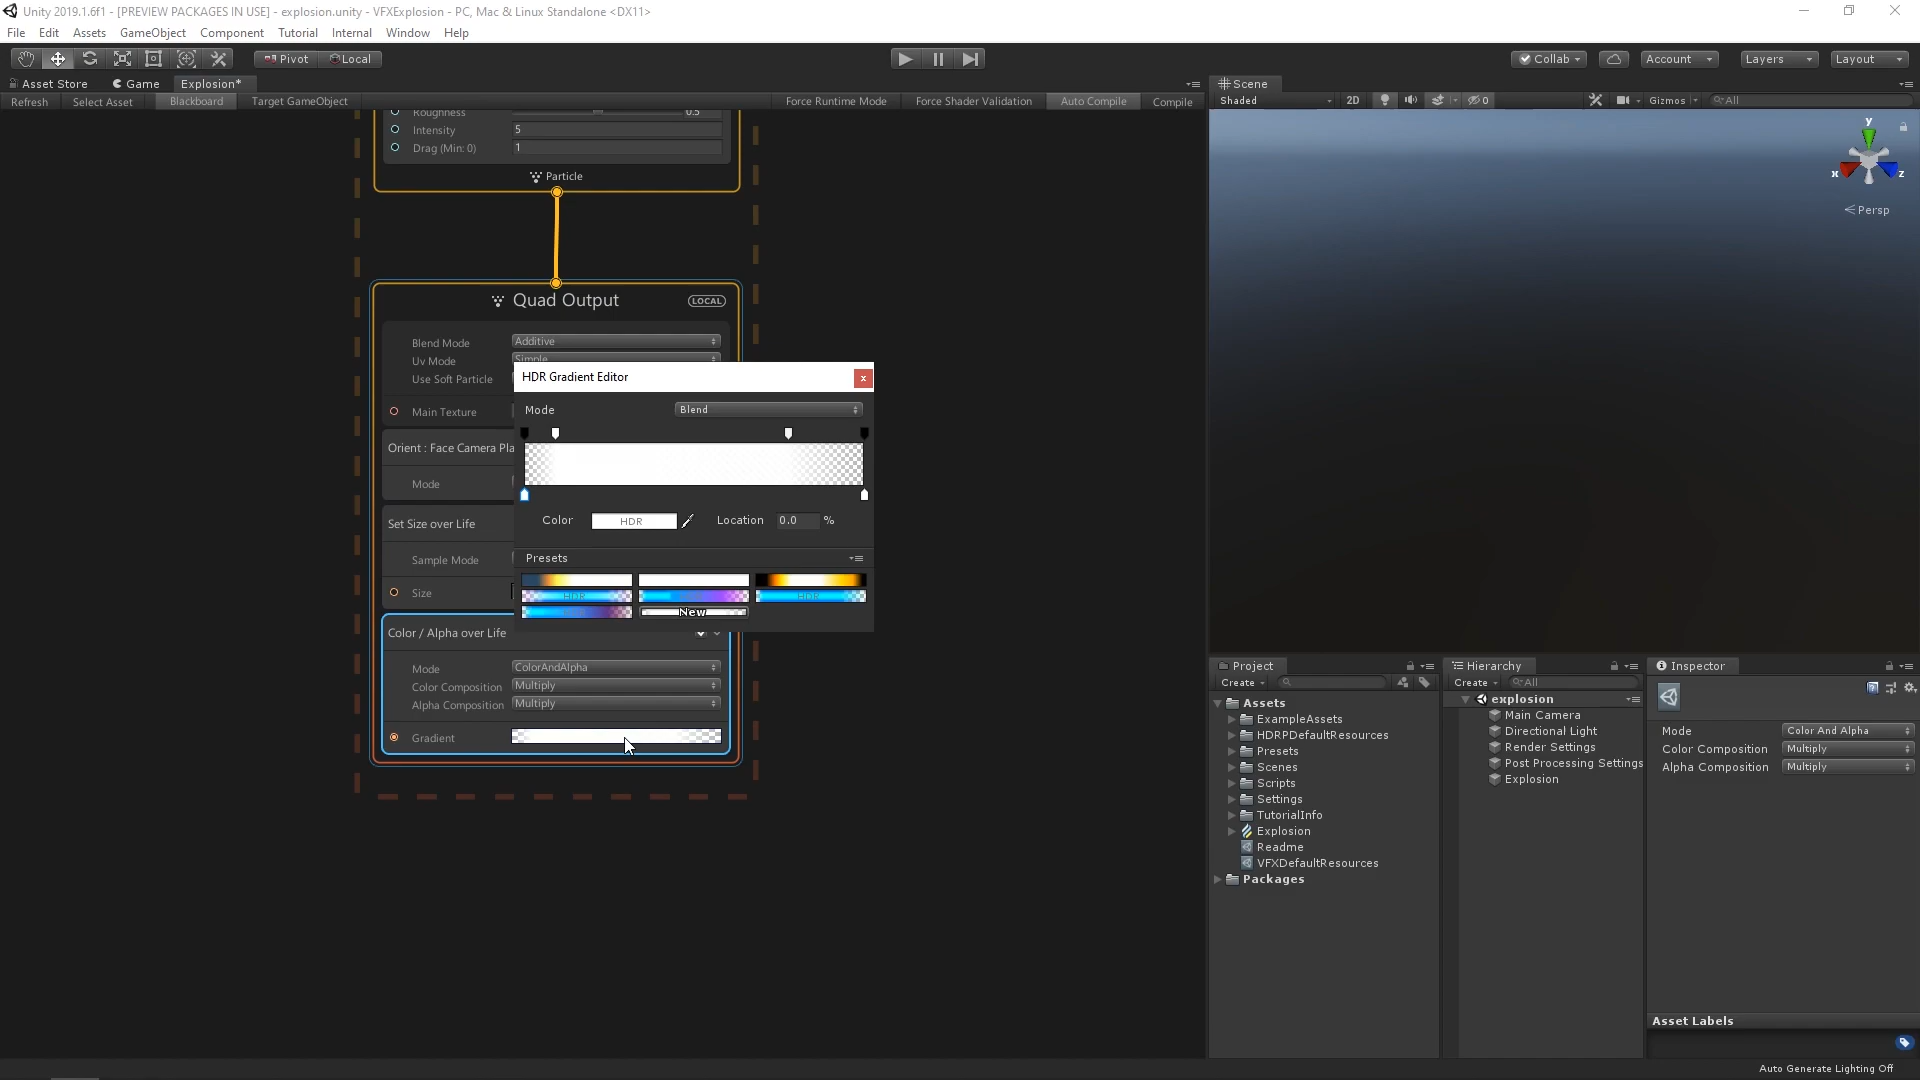 Unity 2019.1.6f1 - [PREVIEW PACKAGES IN USE] - explosion.unity - VFXExplosion - PC, Mac & Linux Standalone <DX11>
File Edit Assets GameObject Component Tutorial Internal Window Help
Pivot Local Collab Account Layers Layout
Asset Store Game Explosion* Scene
Refresh Select Asset Blackboard Target GameObject Force Runtime Mode Force Shader Validation Auto Compile Compile
Shaded 2D 0 Gizmos All
Roughness 0.5
Intensity 5
Drag (Min: 0) 1
Particle
y
x z
Persp
Quad Output LOCAL
Blend Mode Additive
Uv Mode Simple
Use Soft Particle
Main Texture
Orient : Face Camera Pla
Mode
Set Size over Life
Sample Mode
Size
HDR Gradient Editor x
Mode Blend
Color HDR Location 0.0 %
Presets
HDR HDR
New
Color / Alpha over Life
Mode ColorAndAlpha
Color Composition Multiply
Alpha Composition Multiply
Gradient
Project
Create
Assets
ExampleAssets
HDRPDefaultResources
Presets
Scenes
Scripts
Settings
TutorialInfo
Explosion
Readme
VFXDefaultResources
Packages
Hierarchy
Create All
explosion
Main Camera
Directional Light
Render Settings
Post Processing Settings
Explosion
Inspector
Mode Color And Alpha
Color Composition Multiply
Alpha Composition Multiply
Asset Labels
Auto Generate Lighting Off